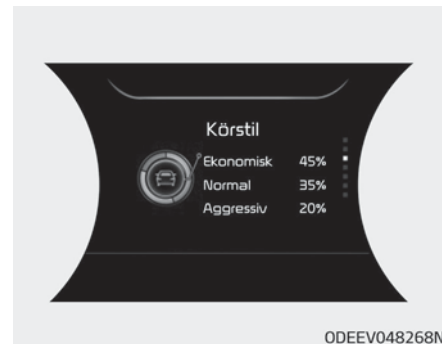 Körstil
Ekonomisk 45%
Normal 35%
Aggressiv 20%
ODEEV048268N